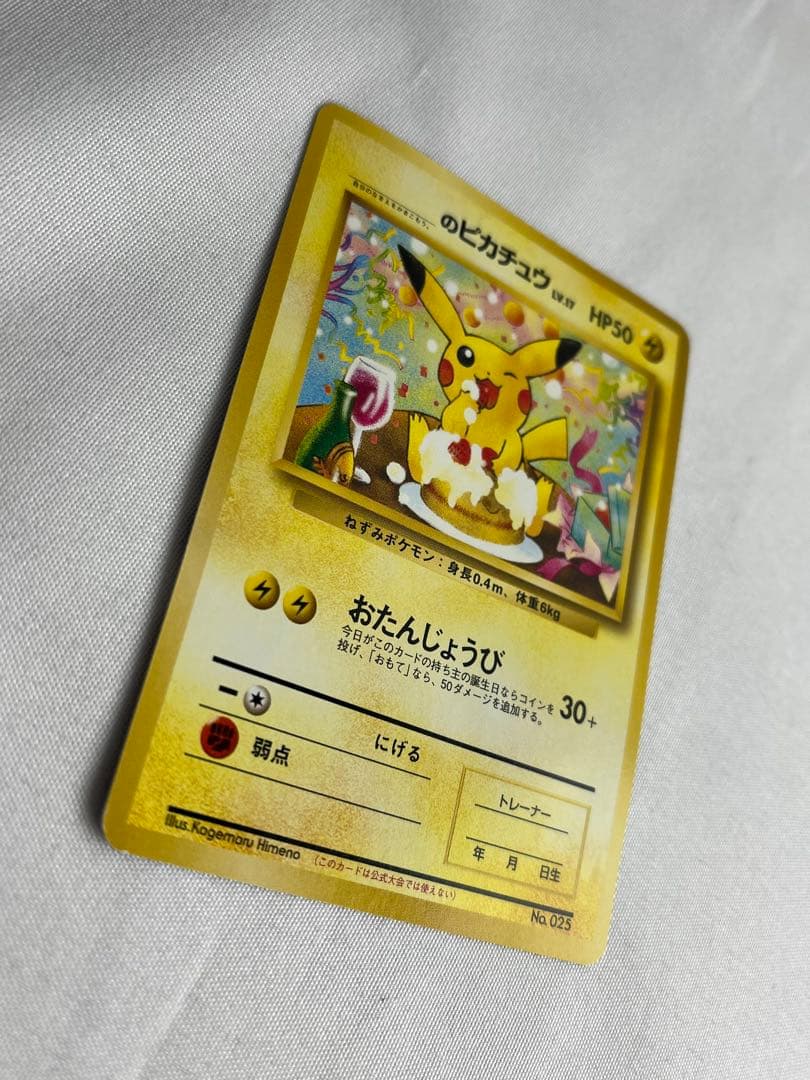 自分のなまえをかきこもう。
のピカチュウ LV.17 HP50
ねずみポケモン：身長0.4m、体重6kg
おたんじょうび
今日がこのカードの持ち主の誕生日ならコインを
投げ、「おもて」なら、50ダメージを追加する。
30+
にげる
弱点
トレーナー
年 月 日生
Illus. Kagemaru Himeno
(このカードは公式大会では使えない)
No. 025